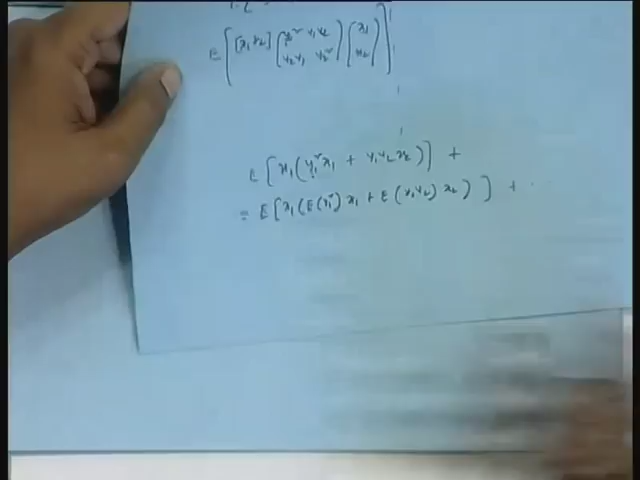 E [ [x₁ x₂] [ y₁² y₁y₂ ; y₂y₁ y₂² ] [ x₁ ; x₂ ] ]
E [ x₁ ( y₁² x₁ + y₁y₂ x₂ ) ] +
= E [ x₁ ( E(y₁²) x₁ + E (y₁y₂) x₂ ) ] + ..